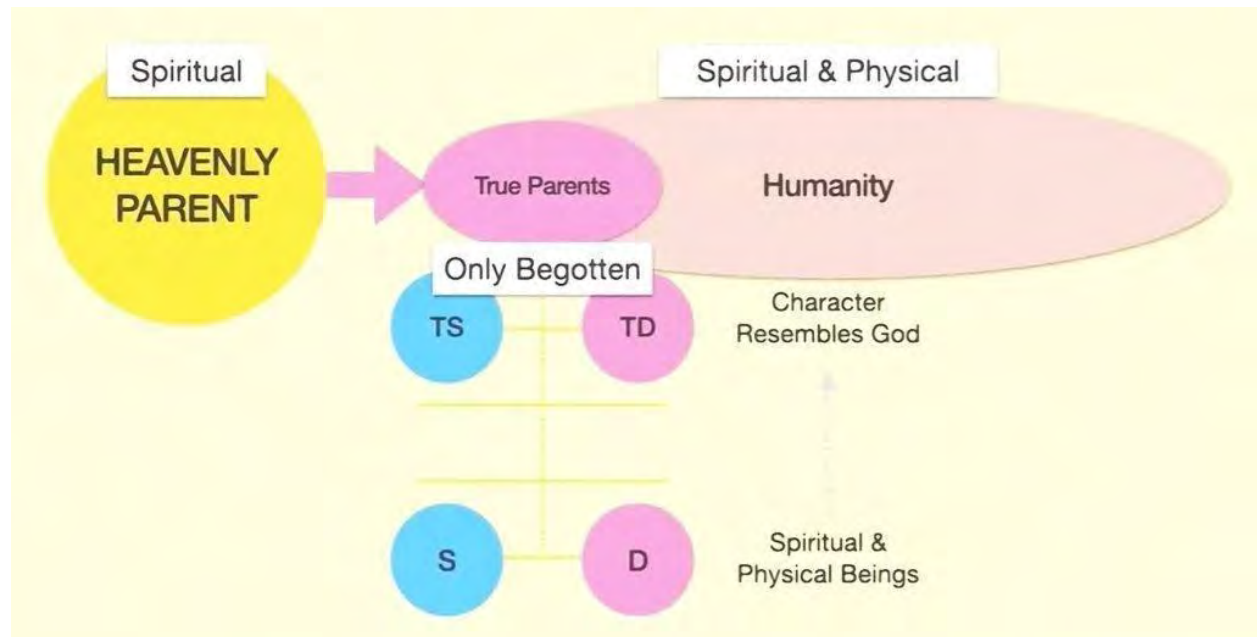 Spiritual
HEAVENLY
PARENT
Spiritual & Physical
True Parents
Humanity
Only Begotten
TS
TD
Character
Resembles God
S
D
Spiritual &
Physical Beings